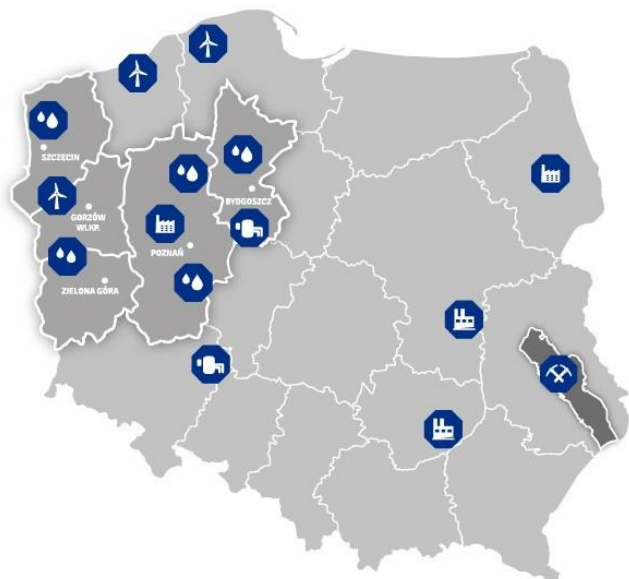 SZCZECIN
BYDGOSZCZ
GORZÓW
WLKP.
POZNAŃ
ZIELONA GÓRA